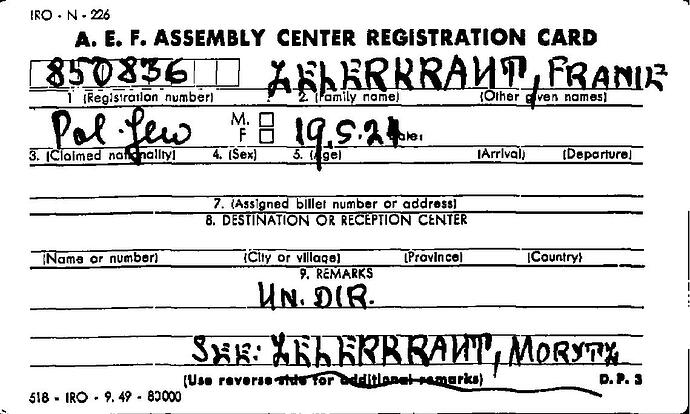 IRO - N - 226
A. E. F. ASSEMBLY CENTER REGISTRATION CARD
850836 ZELERKRAUT, FRANIE
1 (Registration number) 2. (Family name) (Other given names)
Pol. Jew M. ☐ F ☐ 19.5.24 Date:
3. (Claimed nationality) 4. (Sex) 5. (Age) (Arrival) (Departure)
7. (Assigned billet number or address)
8. DESTINATION OR RECEPTION CENTER
(Name or number) (City or village) (Province) (Country)
9. REMARKS
UN. DIR.
SEE: ZELERKRAUT, MORYTZ
(Use reverse side for additional remarks) D.P. 3
518 - IRO - 9. 49 - 80000